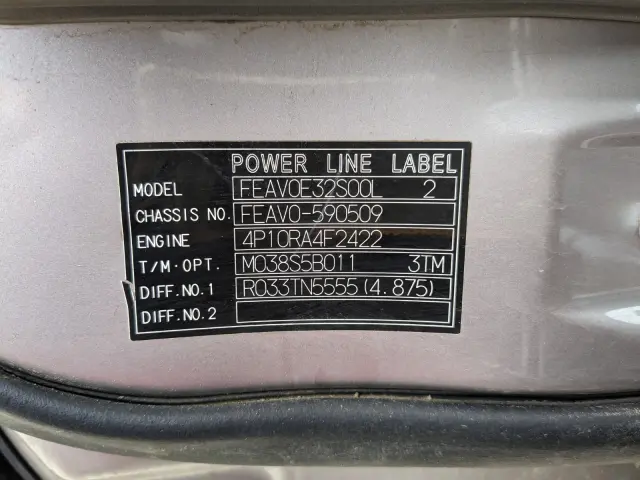 POWER LINE LABEL
MODEL FEAV0E32S00L 2
CHASSIS NO. FEAV0-590509
ENGINE 4P10RA4F2422
T/M·OPT. M038S5B011 3TM
DIFF.NO.1 R033TN5555(4.875)
DIFF.NO.2